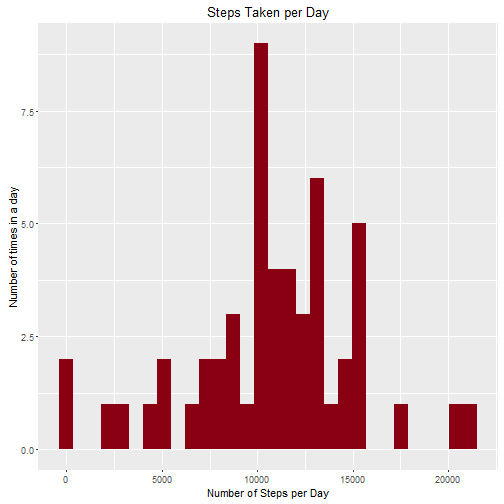 Steps Taken per Day
Number of times in a day
7.5
5.0
2.5
0.0
0 5000 10000 15000 20000
Number of Steps per Day